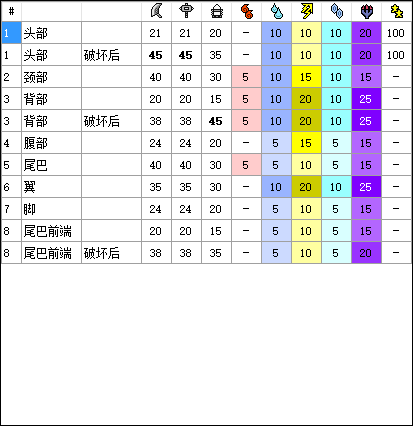 #
1 头部 21 21 20 – 10 10 10 20 100
1 头部 破坏后 45 45 35 – 10 10 10 20 100
2 颈部 40 40 30 5 10 15 10 15 –
3 背部 20 20 15 5 10 20 10 25 –
3 背部 破坏后 38 38 45 5 10 20 10 25 –
4 腹部 24 24 20 – 5 15 5 15 –
5 尾巴 40 40 30 5 5 10 5 15 –
6 翼 35 35 30 – 10 20 10 25 –
7 脚 24 24 20 – 5 10 5 15 –
8 尾巴前端 20 20 15 – 5 10 5 15 –
8 尾巴前端 破坏后 38 38 35 – 5 10 5 20 –